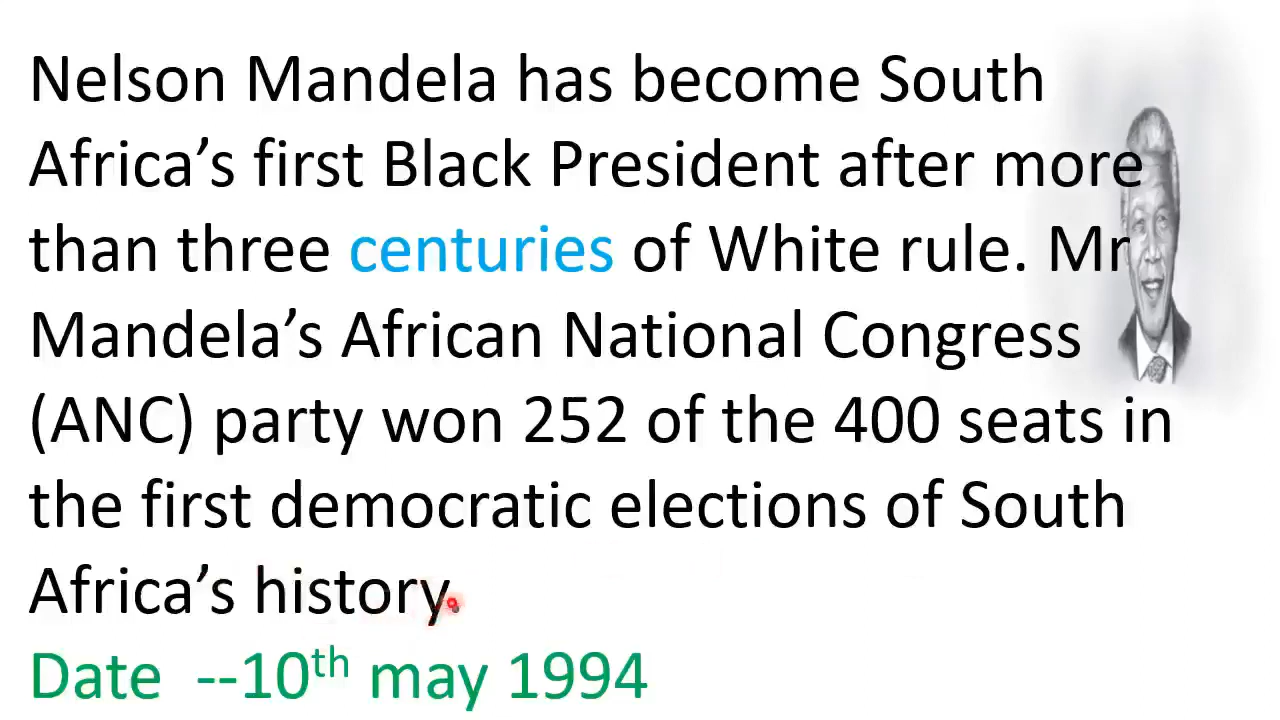 Nelson Mandela has become South
Africa’s first Black President after more
than three centuries of White rule. Mr
Mandela’s African National Congress
(ANC) party won 252 of the 400 seats in
the first democratic elections of South
Africa’s history.
Date --10th may 1994